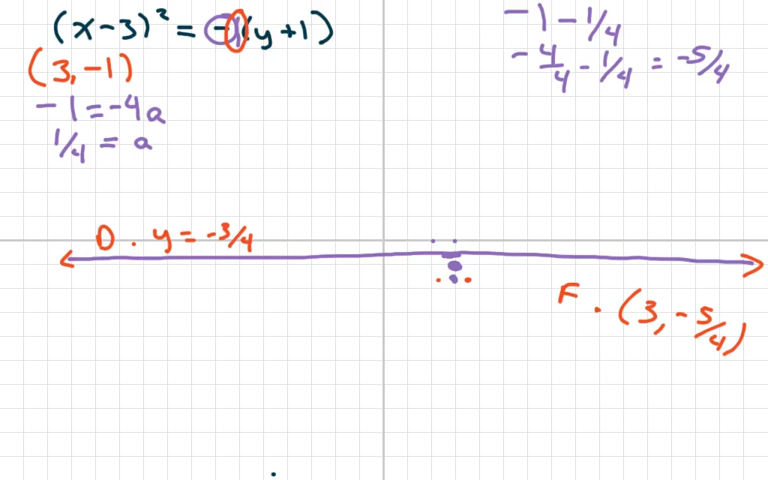 (x-3)² = -1(y+1)
(3, -1)
-1 = -4a
1/4 = a
-1 - 1/4
-4/4 - 1/4 = -5/4
D. y = -3/4
F. (3, -5/4)